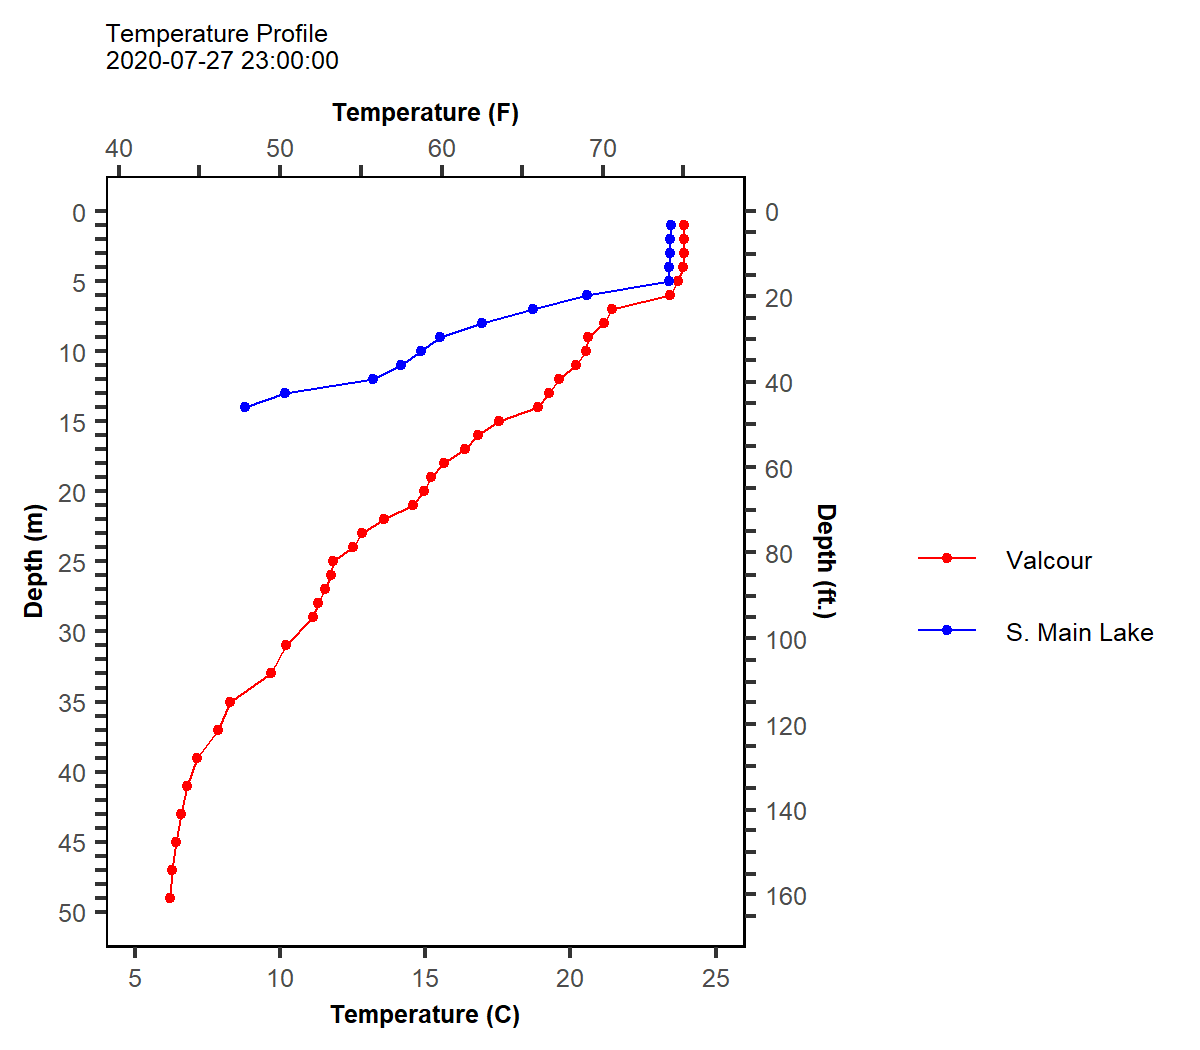 Temperature Profile
2020-07-27 23:00:00
Temperature (F)
40 50 60 70
0
5
10
15
20
25
30
35
40
45
50
Depth (m)
0
20
40
60
80
100
120
140
160
Depth (ft.)
Valcour
S. Main Lake
5 10 15 20 25
Temperature (C)